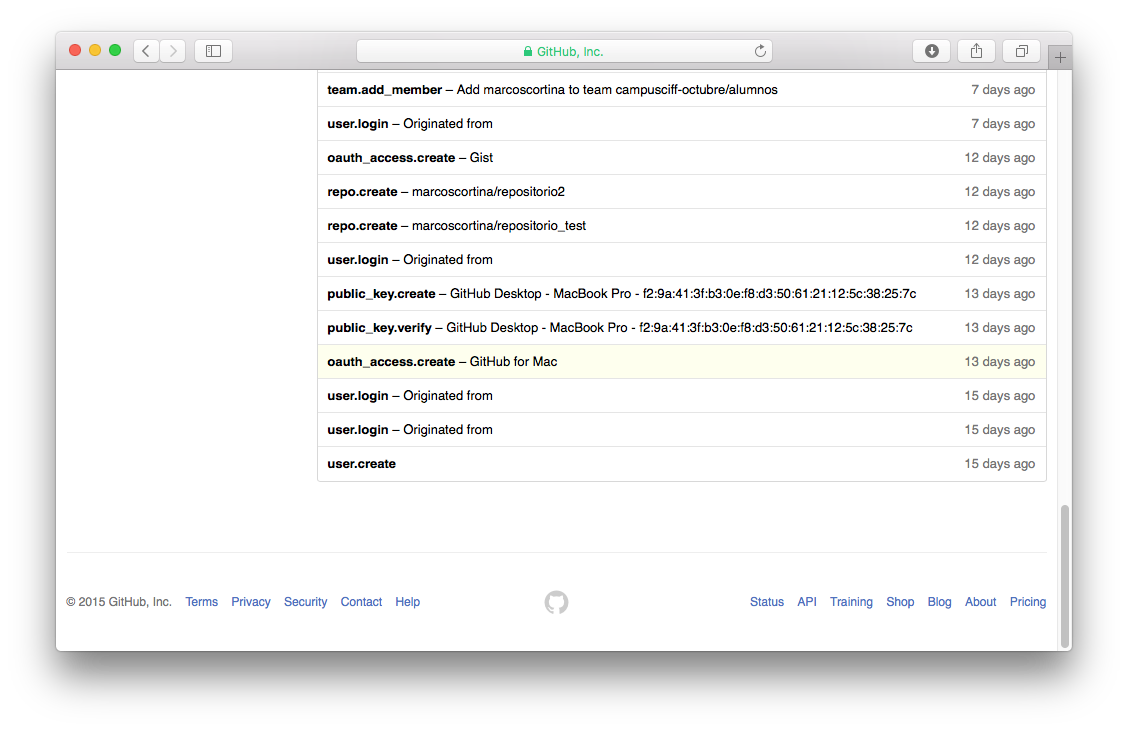 GitHub, Inc.
team.add_member – Add marcoscortina to team campusciff-octubre/alumnos 7 days ago
user.login – Originated from 7 days ago
oauth_access.create – Gist 12 days ago
repo.create – marcoscortina/repositorio2 12 days ago
repo.create – marcoscortina/repositorio_test 12 days ago
user.login – Originated from 12 days ago
public_key.create – GitHub Desktop - MacBook Pro - f2:9a:41:3f:b3:0e:f8:d3:50:61:21:12:5c:38:25:7c 13 days ago
public_key.verify – GitHub Desktop - MacBook Pro - f2:9a:41:3f:b3:0e:f8:d3:50:61:21:12:5c:38:25:7c 13 days ago
oauth_access.create – GitHub for Mac 13 days ago
user.login – Originated from 15 days ago
user.login – Originated from 15 days ago
user.create 15 days ago
© 2015 GitHub, Inc. Terms Privacy Security Contact Help Status API Training Shop Blog About Pricing